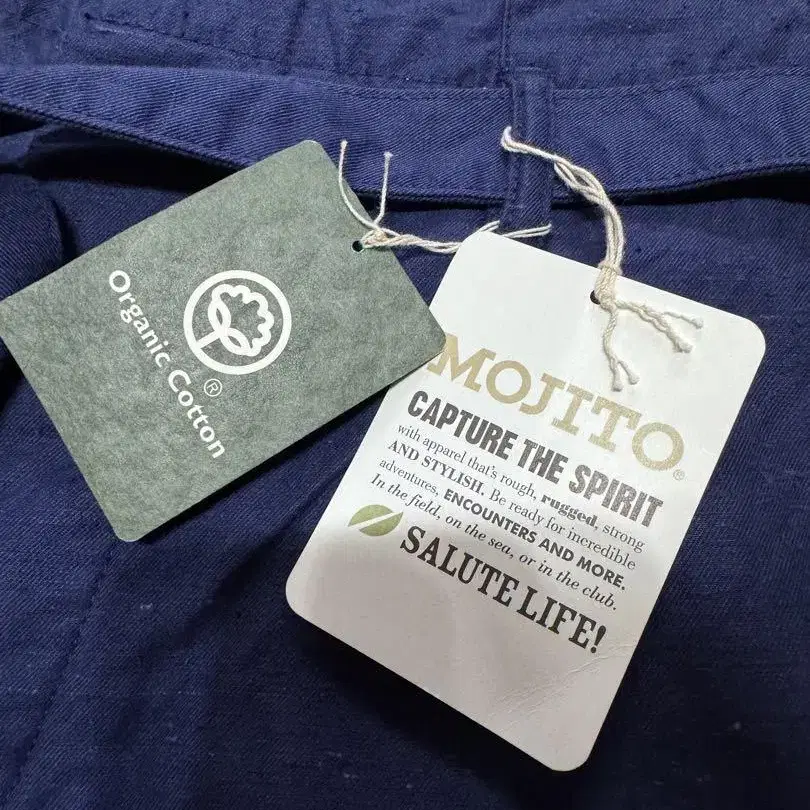 Organic Cotton
®
MOJITO®
CAPTURE THE SPIRIT
with apparel that's rough, rugged, strong
AND STYLISH. Be ready for incredible
adventures, ENCOUNTERS AND MORE.
In the field, on the sea, or in the club.
SALUTE LIFE!